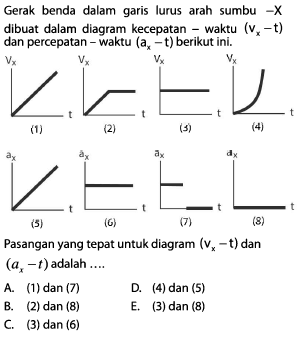 Gerak benda dalam garis lurus arah sumbu −X
dibuat dalam diagram kecepatan − waktu (vₓ − t)
dan percepatan − waktu (aₓ − t) berikut ini.
Vₓ Vₓ Vₓ Vₓ
t t t t
(1) (2) (3) (4)
aₓ aₓ aₓ aₓ
t t t t
(5) (6) (7) (8)
Pasangan yang tepat untuk diagram (vₓ − t) dan
(aₓ − t) adalah ....
A. (1) dan (7) D. (4) dan (5)
B. (2) dan (8) E. (3) dan (8)
C. (3) dan (6)